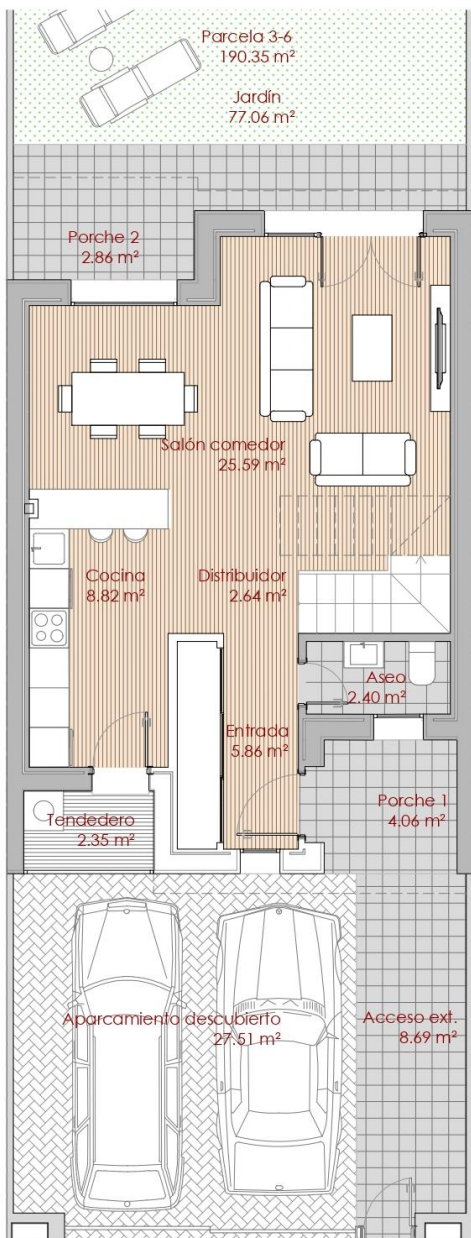 Parcela 3-6
190.35 m²
Jardín
77.06 m²
Porche 2
2.86 m²
Salón comedor
25.59 m²
Cocina
8.82 m²
Distribuidor
2.64 m²
Aseo
2.40 m²
Entrada
5.86 m²
Porche 1
4.06 m²
Tendedero
2.35 m²
Aparcamiento descubierto
27.51 m²
Acceso ext.
8.69 m²